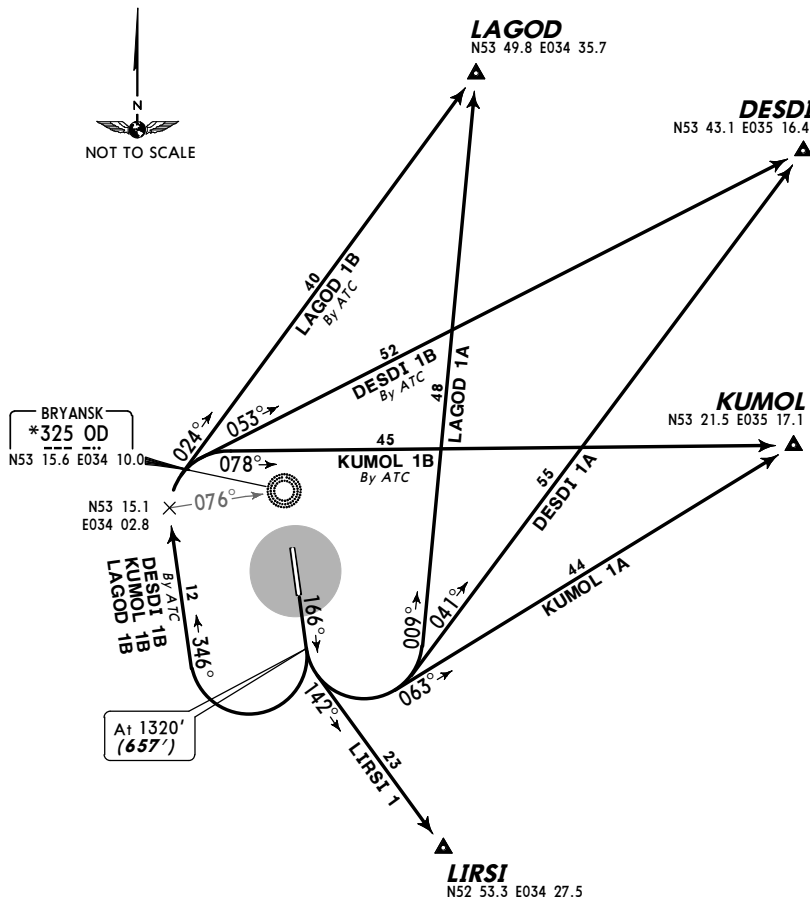 LAGOD
N53 49.8 E034 35.7
N
NOT TO SCALE
DESDI
N53 43.1 E035 16.4
40
LAGOD 1B
By ATC
52
DESDI 1B
By ATC
48
LAGOD 1A
KUMOL
N53 21.5 E035 17.1
BRYANSK
*325 OD
N53 15.6 E034 10.0
024°
053°
078°
45
KUMOL 1B
By ATC
55
DESDI 1A
N53 15.1
E034 02.8
076°
44
KUMOL 1A
DESDI 1B
By ATC
KUMOL 1B
LAGOD 1B
12
346°
166°
009°
041°
063°
At 1320'
(657')
142°
23
LIRSI 1
LIRSI
N52 53.3 E034 27.5